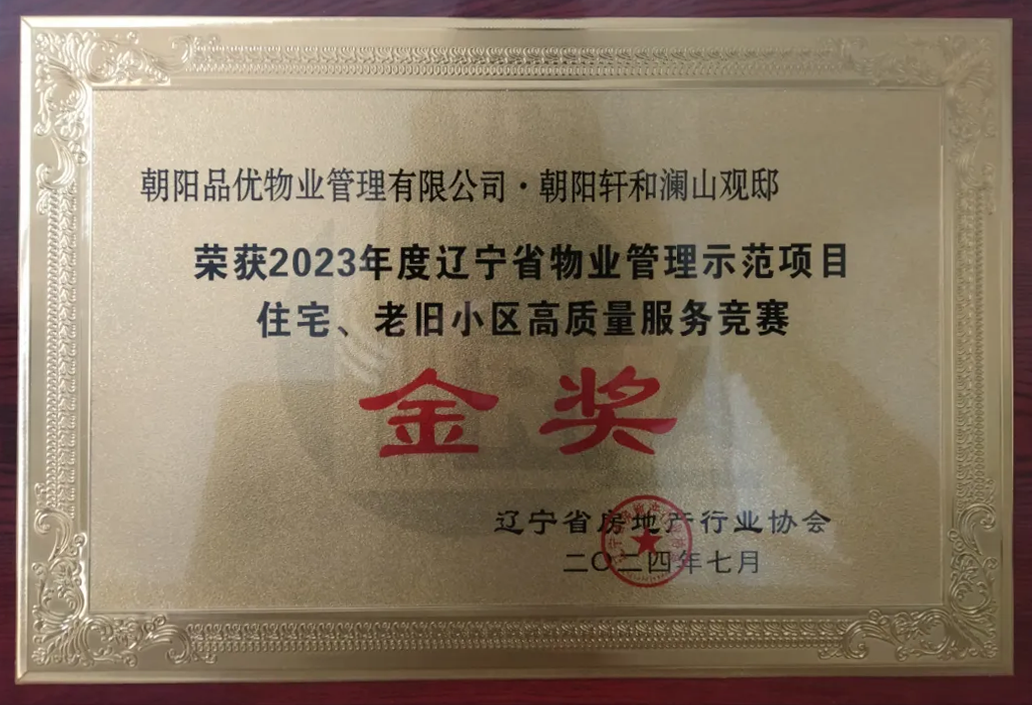 朝阳品优物业管理有限公司·朝阳轩和澜山观邸
荣获2023年度辽宁省物业管理示范项目
住宅、老旧小区高质量服务竞赛
金奖
辽宁省房地产行业协会
二〇二四年七月